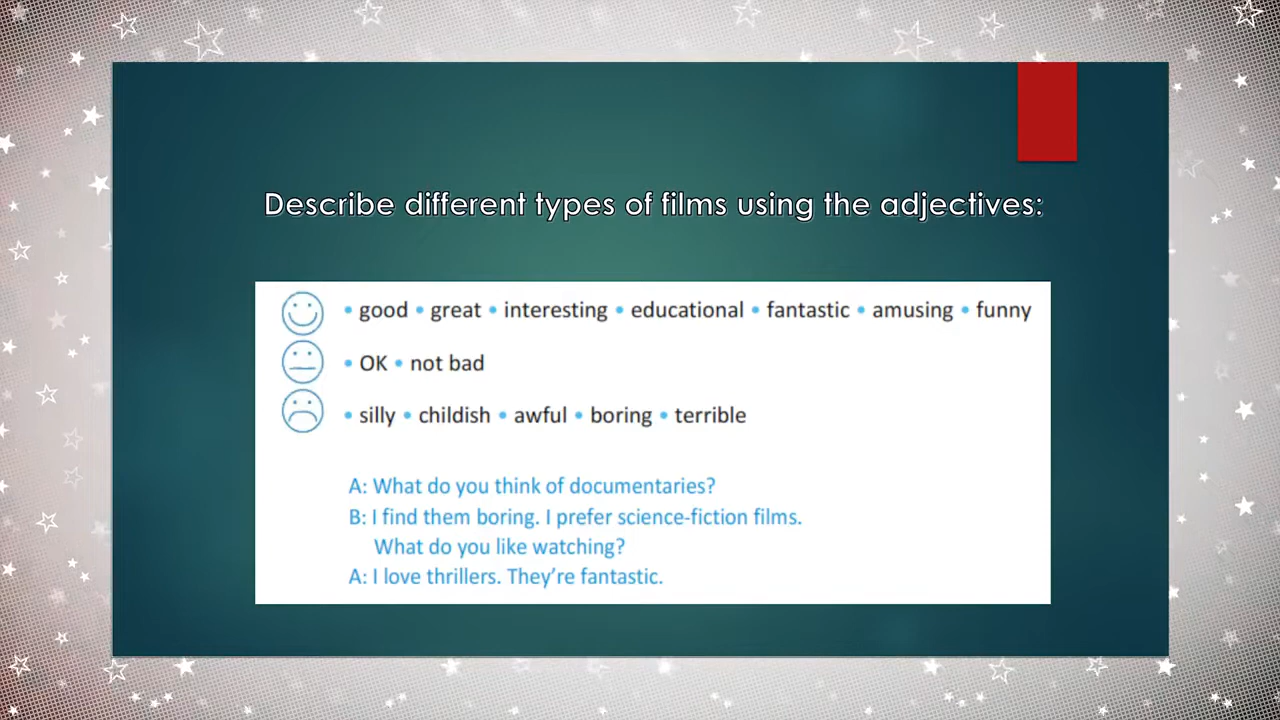 Describe different types of films using the adjectives:
• good • great • interesting • educational • fantastic • amusing • funny
• OK • not bad
• silly • childish • awful • boring • terrible
A: What do you think of documentaries?
B: I find them boring. I prefer science-fiction films.
What do you like watching?
A: I love thrillers. They’re fantastic.